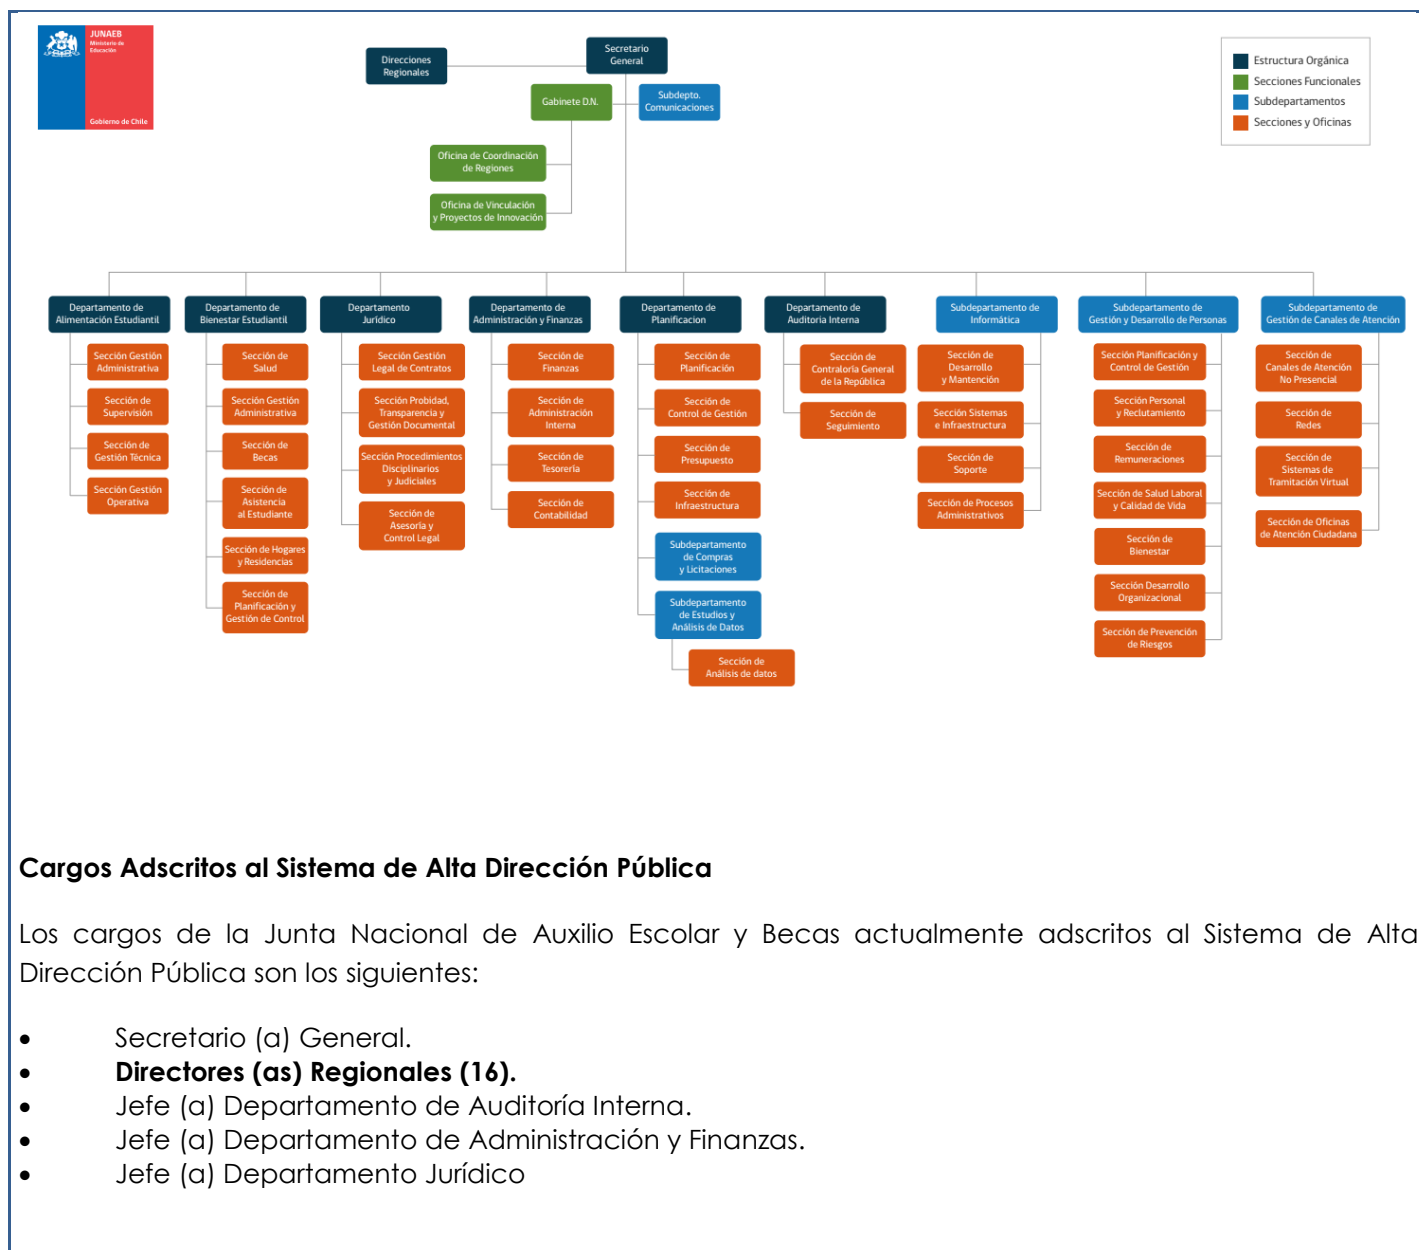 JUNAEB
Ministerio de
Educación
Gobierno de Chile
Direcciones
Regionales
Secretario
General
Gabinete D.N.
Subdepto.
Comunicaciones
Oficina de Coordinación
de Regiones
Oficina de Vinculación
y Proyectos de Innovación
Estructura Orgánica
Secciones Funcionales
Subdepartamentos
Secciones y Oficinas
Departamento de
Alimentación Estudiantil
Sección Gestión
Administrativa
Sección de
Supervisión
Sección de
Gestión Técnica
Sección Gestión
Operativa
Departamento de
Bienestar Estudiantil
Sección de
Salud
Sección Gestión
Administrativa
Sección de
Becas
Sección de
Asistencia
al Estudiante
Sección de Hogares
y Residencias
Sección de
Planificación y
Gestión de Control
Departamento
Jurídico
Sección Gestión
Legal de Contratos
Sección Probidad,
Transparencia y
Gestión Documental
Sección Procedimientos
Disciplinarios
y Judiciales
Sección de
Asesoría y
Control Legal
Departamento de
Administración y Finanzas
Sección de
Finanzas
Sección de
Administración
Interna
Sección de
Tesorería
Sección de
Contabilidad
Departamento de
Planificacion
Sección de
Planificación
Sección de
Control de Gestión
Sección de
Presupuesto
Sección de
Infraestructura
Subdepartamento
de Compras
y Licitaciones
Subdepartamento
de Estudios y
Análisis de Datos
Sección de
Análisis de datos
Departamento de
Auditoria Interna
Sección de
Contraloría General
de la República
Sección de
Seguimiento
Subdepartamento de
Informática
Sección de
Desarrollo
y Mantención
Sección Sistemas
e Infraestructura
Sección de
Soporte
Sección de Procesos
Administrativos
Subdepartamento de
Gestión y Desarrollo de Personas
Sección Planificación y
Control de Gestión
Sección Personal
y Reclutamiento
Sección de
Remuneraciones
Sección de Salud Laboral
y Calidad de Vida
Sección de
Bienestar
Sección Desarrollo
Organizacional
Sección de Prevención
de Riesgos
Subdepartamento de
Gestión de Canales de Atención
Sección de
Canales de Atención
No Presencial
Sección de
Redes
Sección de
Sistemas de
Tramitación Virtual
Sección de Oficinas
de Atención Ciudadana
Cargos Adscritos al Sistema de Alta Dirección Pública
Los cargos de la Junta Nacional de Auxilio Escolar y Becas actualmente adscritos al Sistema de Alta
Dirección Pública son los siguientes:
• Secretario (a) General.
• Directores (as) Regionales (16).
• Jefe (a) Departamento de Auditoría Interna.
• Jefe (a) Departamento de Administración y Finanzas.
• Jefe (a) Departamento Jurídico